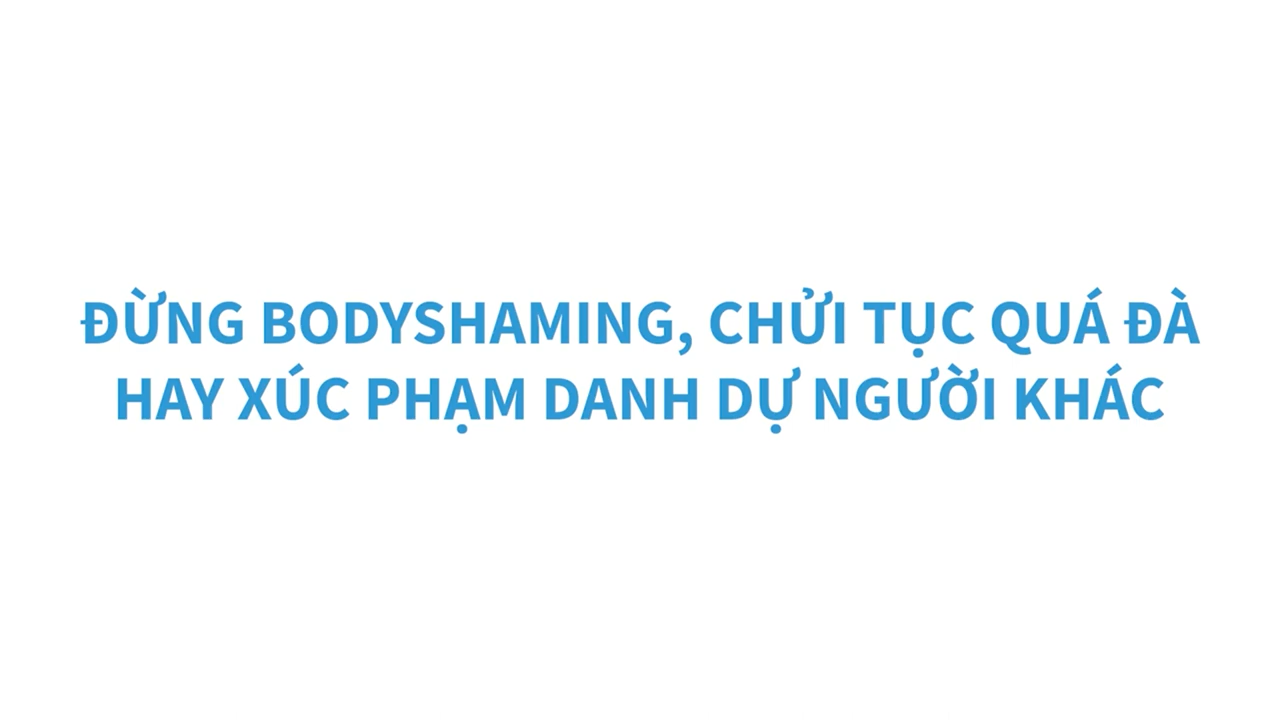 ĐỪNG BODYSHAMING, CHỬI TỤC QUÁ ĐÀ
HAY XÚC PHẠM DANH DỰ NGƯỜI KHÁC